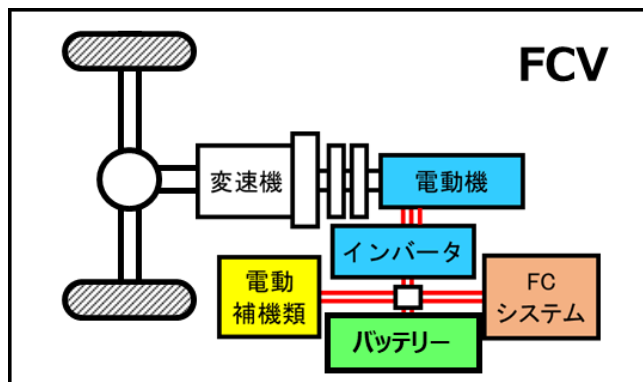 FCV
変速機
電動機
インバータ
電動
補機類
FC
システム
バッテリー